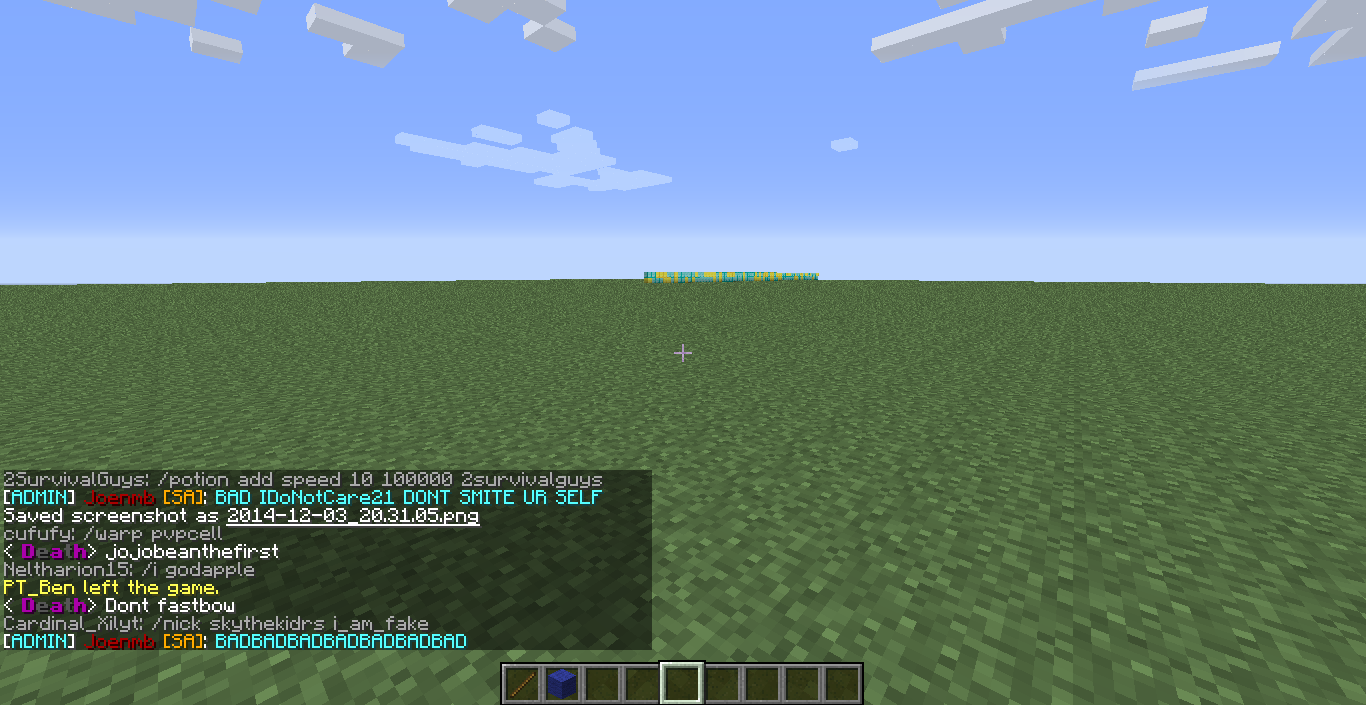 2SurvivalGuys: /potion add speed 10 100000 2survivalguys
[ADMIN] Joenmb [SA]: BAD IDoNotCare21 DONT SMITE UR SELF
Saved screenshot as 2014-12-03_20.31.05.png
cufufy: /warp pvpcell
< Death> jojobeanthefirst
Neltharion15: /i godapple
PT_Ben left the game.
< Death> Dont fastbow
Cardinal_Xilyt: /nick skythekidrs i_am_fake
[ADMIN] Joenmb [SA]: BADBADBADBADBADBADBAD